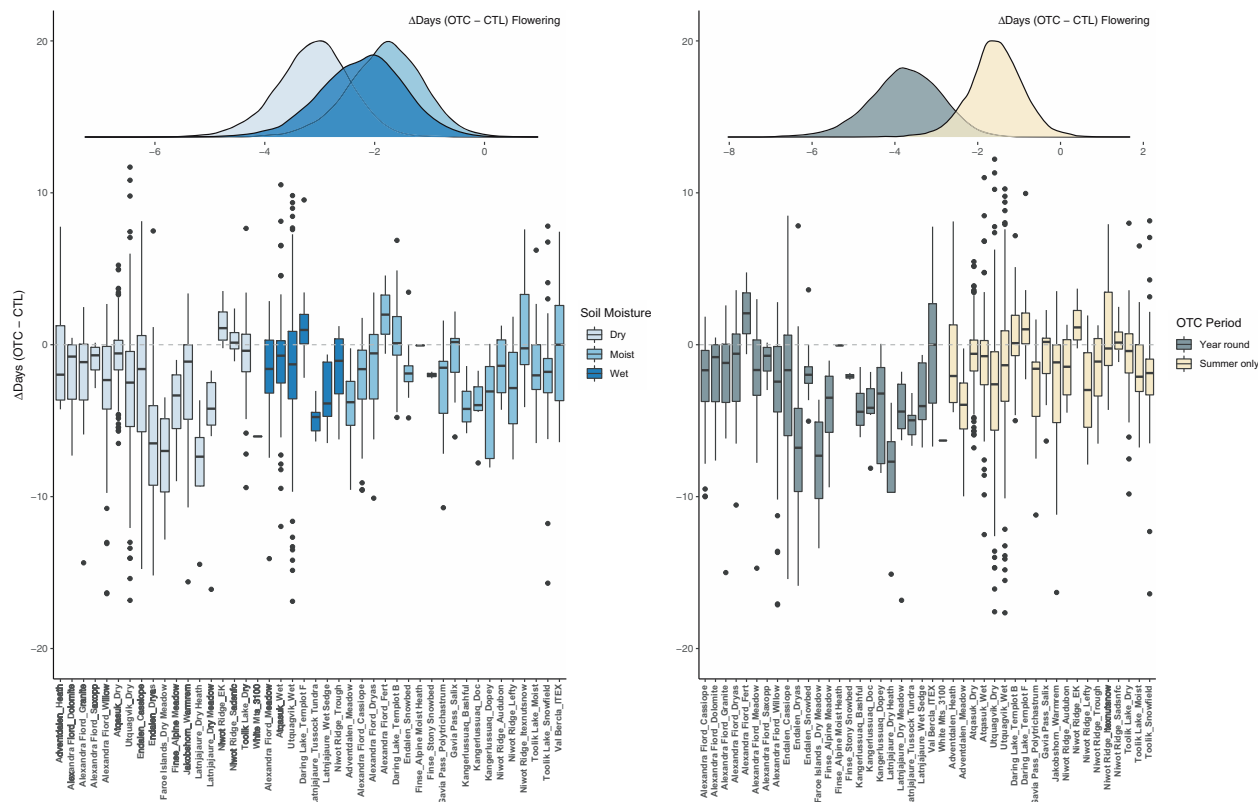 ΔDays (OTC − CTL) Flowering
20
10
0
−10
−20
−6
−4
−2
0
ΔDays (OTC − CTL)
Soil Moisture
Dry
Moist
Wet
Adventdalen_Heath
Alexandra Fiord_Dolomite
Alexandra Fiord_Granite
Alexandra Fiord_Saxopp
Alexandra Fiord_Willow
Atqasuk_Dry
Utqiagvik_Dry
Endalen_Cassiope
Endalen_Dryas
Faroe Islands_Dry Meadow
Finse_Alpine Meadow
Jakobshorn_Warmrem
Latnjajaure_Dry Heath
Latnjajaure_Dry Meadow
Niwot Ridge_EK
Niwot Ridge_Sadsnfc
Toolik Lake_Dry
White Mts_3100
Alexandra Fiord_Meadow
Atqasuk_Wet
Utqiagvik_Wet
Daring Lake_Templot F
Latnjajaure_Tussock Tundra
Latnjajaure_Wet Sedge
Niwot Ridge_Trough
Adventdalen_Meadow
Alexandra Fiord_Cassiope
Alexandra Fiord_Dryas
Alexandra Fiord_Fert
Daring Lake_Templot B
Endalen_Snowbed
Finse_Alpine Moist Heath
Finse_Stony Snowbed
Gavia Pass_Polytrichastrum
Gavia Pass_Salix
Kangerlussuaq_Bashful
Kangerlussuaq_Doc
Kangerlussuaq_Dopey
Niwot Ridge_Audubon
Niwot Ridge_Lefty
Toolik Lake_Moist
Toolik Lake_Snowfield
Val Bercla_ITEX
ΔDays (OTC − CTL) Flowering
20
10
0
−10
−20
−8
−6
−4
−2
0
2
ΔDays (OTC − CTL)
OTC Period
Year round
Summer only
Alexandra Fiord_Cassiope
Alexandra Fiord_Dolomite
Alexandra Fiord_Granite
Alexandra Fiord_Dryas
Alexandra Fiord_Fert
Alexandra Fiord_Meadow
Alexandra Fiord_Saxopp
Alexandra Fiord_Willow
Endalen_Cassiope
Endalen_Dryas
Endalen_Snowbed
Faroe Islands_Dry Meadow
Finse_Alpine Meadow
Finse_Alpine Moist Heath
Finse_Stony Snowbed
Kangerlussuaq_Bashful
Kangerlussuaq_Doc
Kangerlussuaq_Dopey
Latnjajaure_Dry Heath
Latnjajaure_Dry Meadow
Latnjajaure_Tussock Tundra
Latnjajaure_Wet Sedge
Val Bercla_ITEX
White Mts_3100
Adventdalen_Heath
Adventdalen_Meadow
Atqasuk_Dry
Atqasuk_Wet
Utqiagvik_Dry
Utqiagvik_Wet
Daring Lake_Templot B
Daring Lake_Templot F
Gavia Pass_Polytrichastrum
Gavia Pass_Salix
Jakobshorn_Warmrem
Niwot Ridge_Audubon
Niwot Ridge_EK
Niwot Ridge_Lefty
Niwot Ridge_Trough
Niwot Ridge_Sadsnfc
Toolik Lake_Dry
Toolik Lake_Moist
Toolik_Snowfield